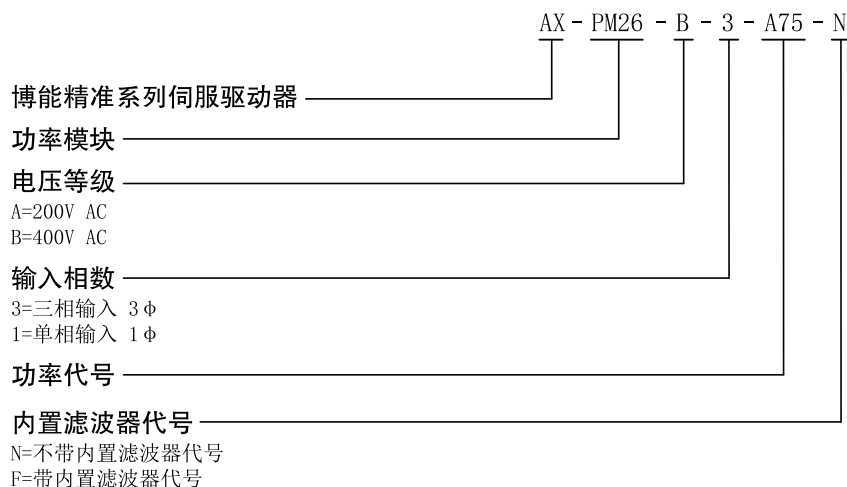 AX - PM26 - B - 3 - A75 - N
博能精准系列伺服驱动器
功率模块
电压等级
A=200V AC
B=400V AC
输入相数
3=三相输入 3φ
1=单相输入 1φ
功率代号
内置滤波器代号
N=不带内置滤波器代号
F=带内置滤波器代号